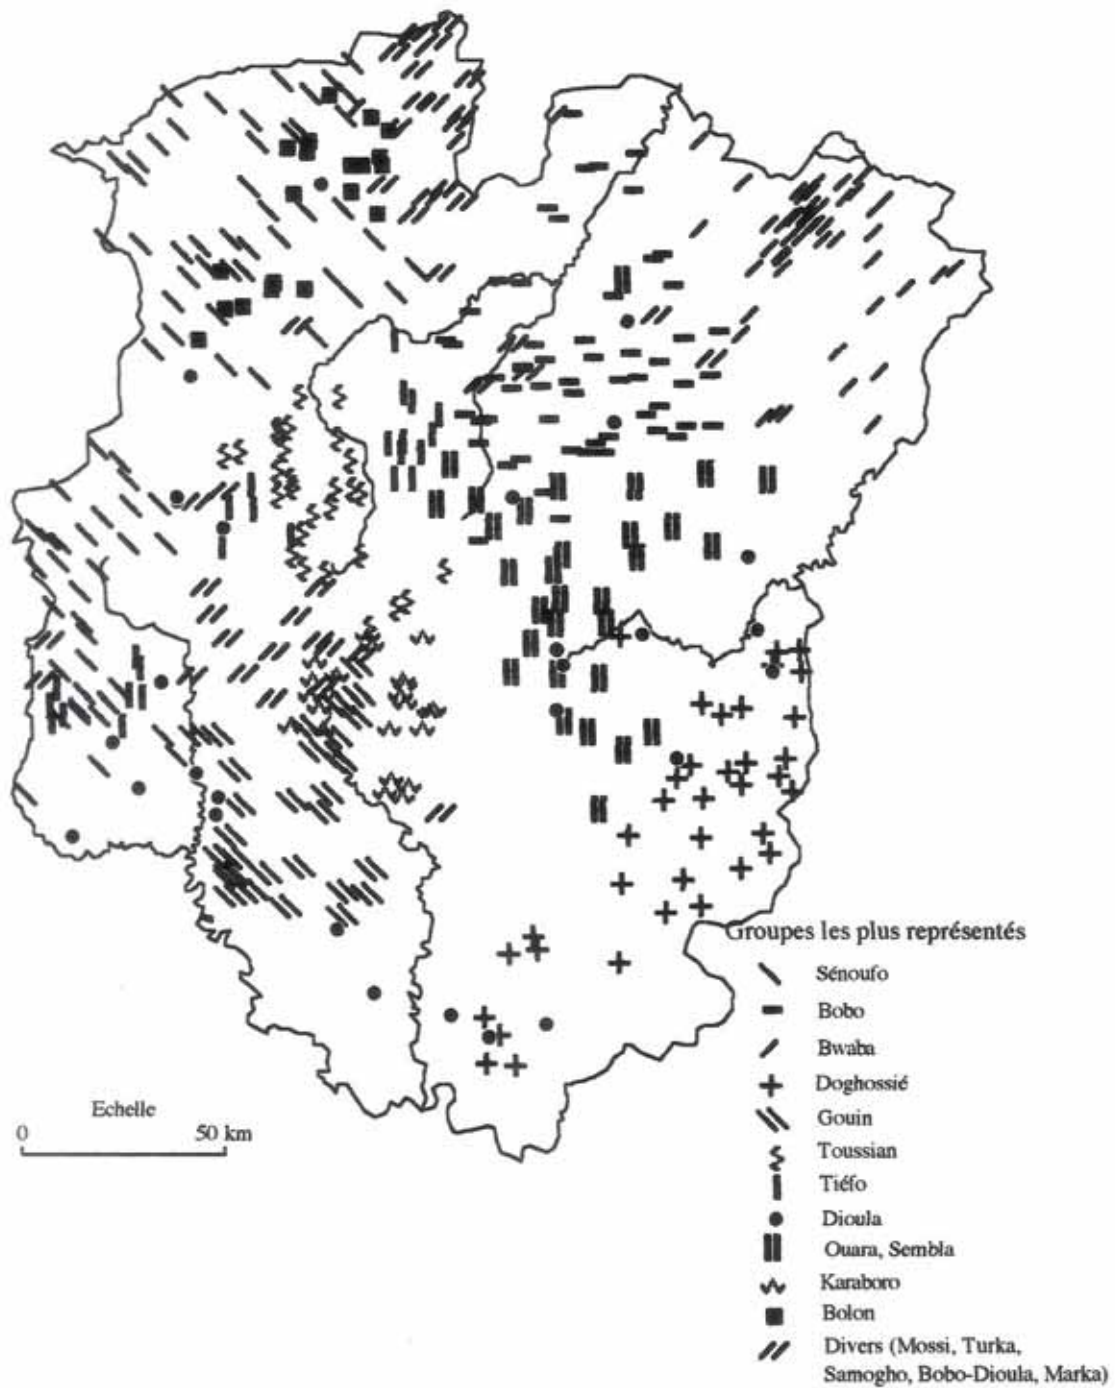 Groupes les plus représentés
Sénoufo
Bobo
Bwaba
Doghossié
Gouin
Toussian
Tiéfo
Dioula
Ouara, Sembla
Karaboro
Bolon
Divers (Mossi, Turka,
Samogho, Bobo-Dioula, Marka)
Echelle
0 50 km